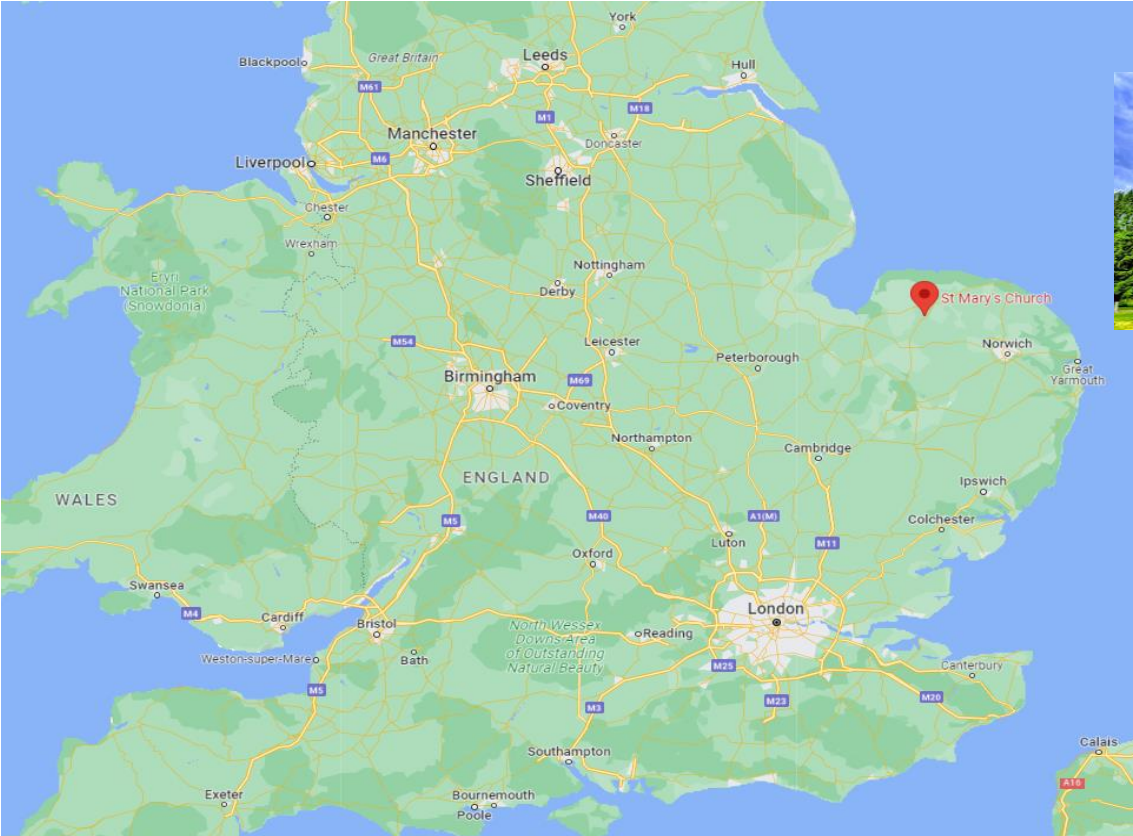 York
Leeds
Great Britain
Blackpool
Hull
M61
M18
M1
Manchester
Doncaster
Liverpool
M6
Sheffield
Chester
Wrexham
Nottingham
Eryri
National Park
(Snowdonia)
Derby
St Mary's Church
M54
Leicester
Norwich
Peterborough
Great
Yarmouth
Birmingham
M69
Coventry
Northampton
Cambridge
ENGLAND
WALES
Ipswich
M5
M40
A1(M)
Colchester
Luton
M11
Oxford
Swansea
M4
Cardiff
Bristol
London
North Wessex
Downs Area
of Outstanding
Natural Beauty
Reading
Weston-super-Mare
Bath
M25
Canterbury
M5
M3
M23
M20
Southampton
Calais
A16
Exeter
Bournemouth
Poole